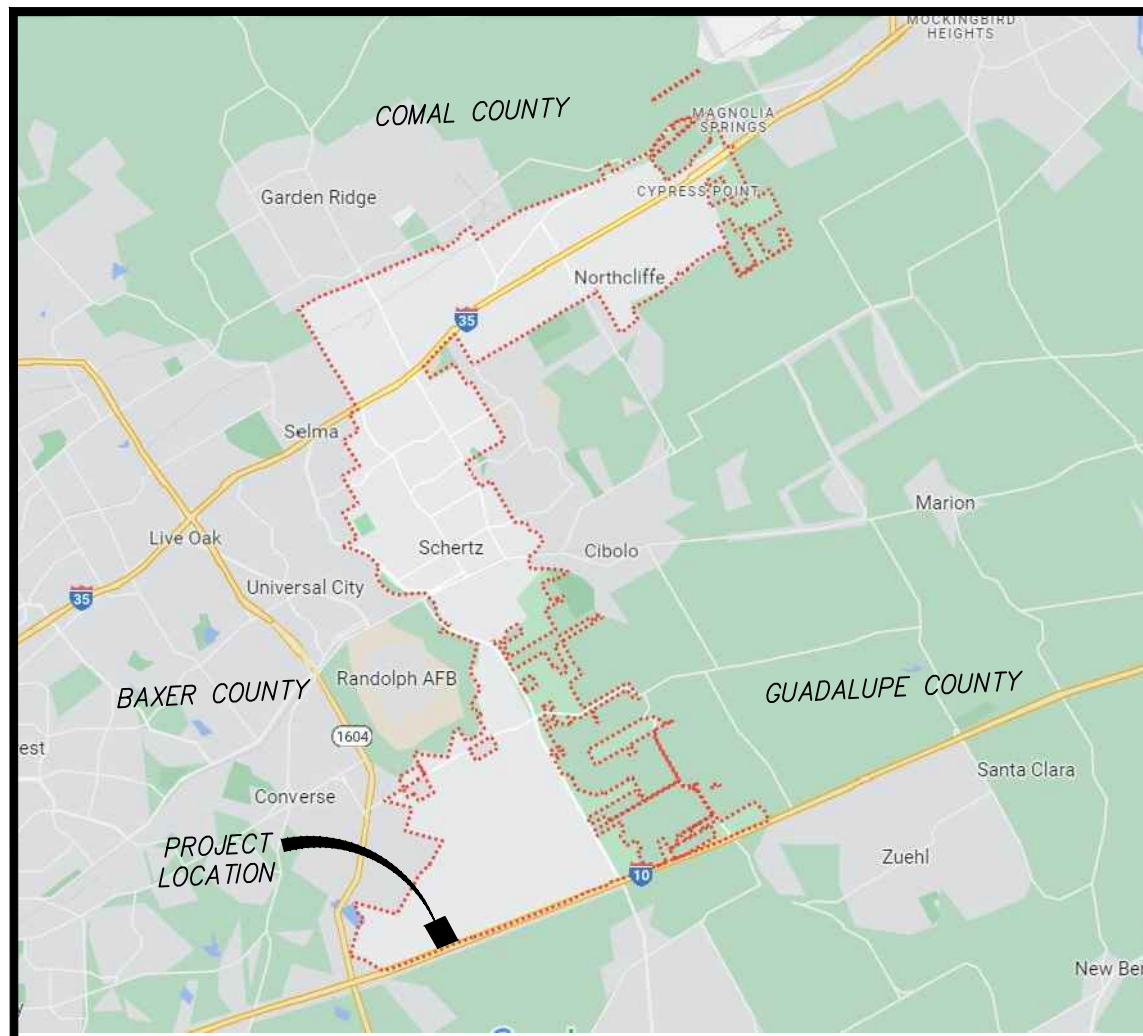 MOCKINGBIRD
HEIGHTS
COMAL COUNTY
MAGNOLIA
SPRINGS
Garden Ridge
CYPRESS POINT
Northcliffe
35
Selma
Marion
Live Oak
Schertz
Cibolo
Universal City
35
Randolph AFB
BAXER COUNTY
GUADALUPE COUNTY
1604
est
Santa Clara
Converse
PROJECT
LOCATION
Zuehl
10
New Ber